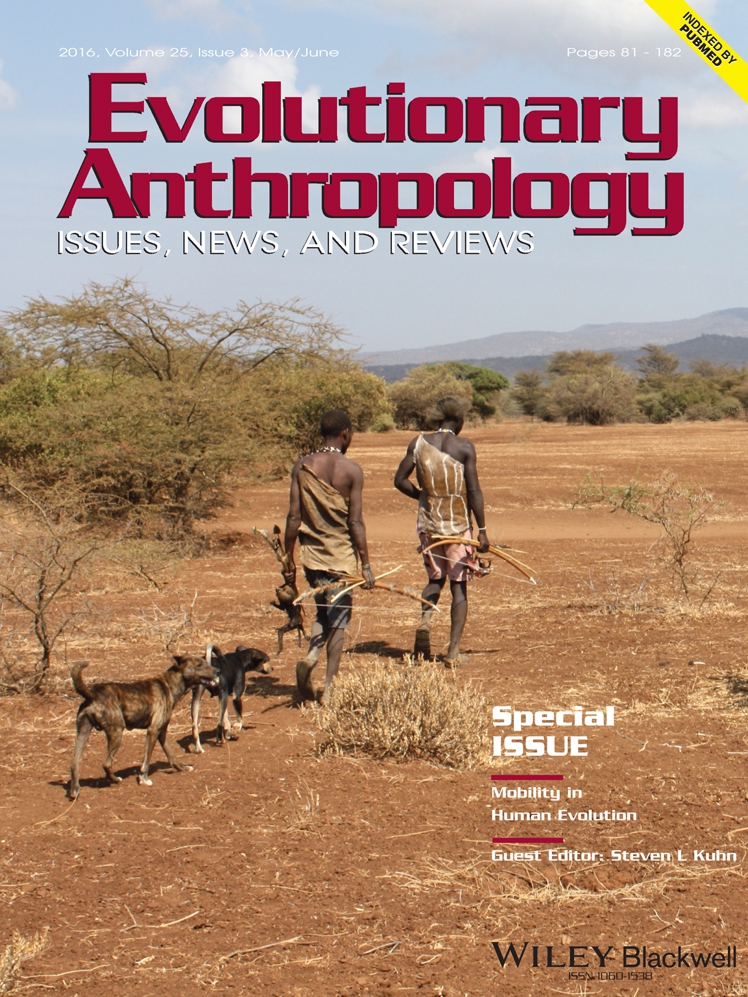 2016, Volume 25, Issue 3, May/June
Pages 81 - 182
INDEXED BY
PUBMED
Evolutionary
Anthropology
ISSUES, NEWS, AND REVIEWS
Special
ISSUE
Mobility in
Human Evolution
Guest Editor: Steven L Kuhn
WILEY Blackwell
ISSN 1060-1538